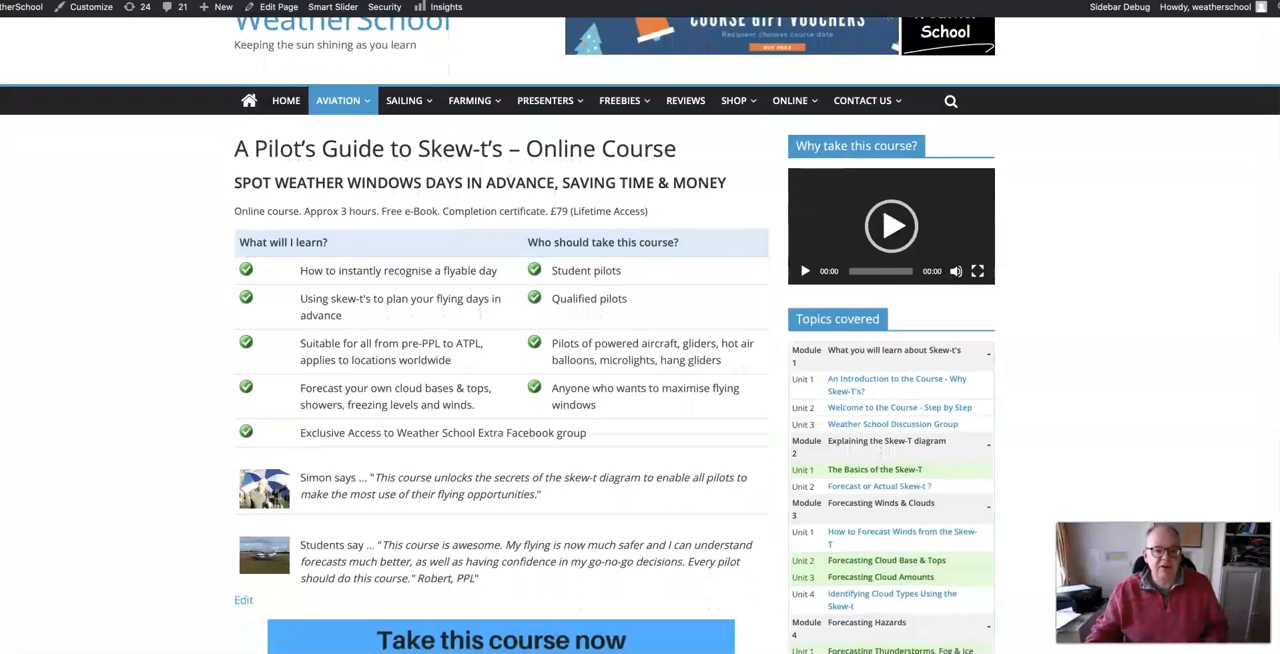 erSchool
Customize
24
21
New
Edit Page
Smart Slider
Security
Insights
Sidebar Debug
Howdy, weatherschool
WeatherSchool
Keeping the sun shining as you learn
COURSE GIFT VOUCHERS
Recipient chooses course date
BUY HERE
School
HOME
AVIATION
SAILING
FARMING
PRESENTERS
FREEBIES
REVIEWS
SHOP
ONLINE
CONTACT US
A Pilot’s Guide to Skew-t’s – Online Course
SPOT WEATHER WINDOWS DAYS IN ADVANCE, SAVING TIME & MONEY
Online course. Approx 3 hours. Free e-Book. Completion certificate. £79 (Lifetime Access)
What will I learn?
Who should take this course?
How to instantly recognise a flyable day
Student pilots
Using skew-t's to plan your flying days in
advance
Qualified pilots
Suitable for all from pre-PPL to ATPL,
applies to locations worldwide
Pilots of powered aircraft, gliders, hot air
balloons, microlights, hang gliders
Forecast your own cloud bases & tops,
showers, freezing levels and winds.
Anyone who wants to maximise flying
windows
Exclusive Access to Weather School Extra Facebook group
Simon says ... "This course unlocks the secrets of the skew-t diagram to enable all pilots to
make the most use of their flying opportunities."
Students say ... "This course is awesome. My flying is now much safer and I can understand
forecasts much better, as well as having confidence in my go-no-go decisions. Every pilot
should do this course." Robert, PPL"
Edit
Take this course now
Why take this course?
00:00
00:00
Topics covered
Module
1
What you will learn about Skew-t's
-
Unit 1
An Introduction to the Course - Why
Skew-T's?
Unit 2
Welcome to the Course - Step by Step
Unit 3
Weather School Discussion Group
Module
2
Explaining the Skew-T diagram
-
Unit 1
The Basics of the Skew-T
Unit 2
Forecast or Actual Skew-t ?
Module
3
Forecasting Winds & Clouds
-
Unit 1
How to Forecast Winds from the Skew-
T
Unit 2
Forecasting Cloud Base & Tops
Unit 3
Forecasting Cloud Amounts
Unit 4
Identifying Cloud Types Using the
Skew-t
Module
4
Forecasting Hazards
-
Unit 1
Forecasting Thunderstorms, Fog & Ice